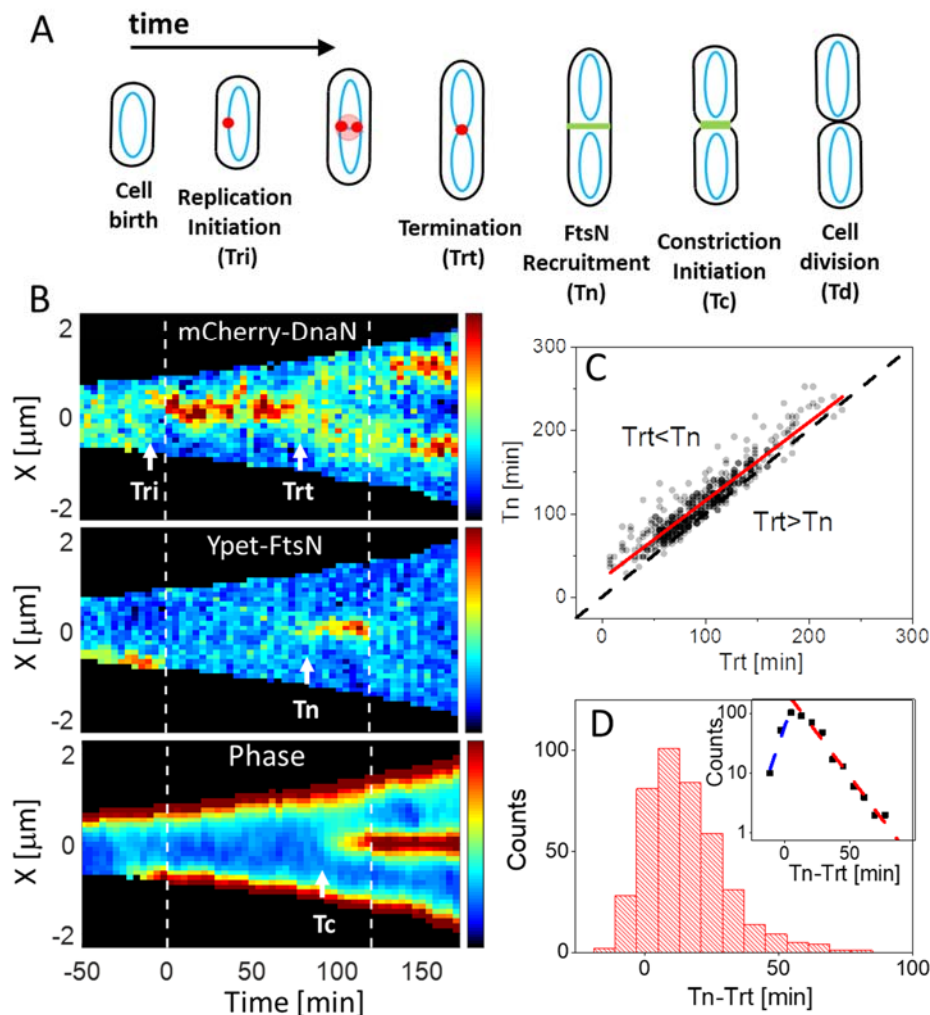 A
time
Cell
birth
Replication
Initiation
(Tri)
Termination
(Trt)
FtsN
Recruitment
(Tn)
Constriction
Initiation
(Tc)
Cell
division
(Td)
B
mCherry-DnaN
X [µm]
2
0
-2
Tri
Trt
Ypet-FtsN
X [µm]
2
0
-2
Tn
Phase
X [µm]
2
0
-2
Tc
-50 0 50 100 150
Time [min]
C
Tn [min]
300
200
100
0
Trt<Tn
Trt>Tn
0 100 200 300
Trt [min]
D
Counts
100
50
0
0 50 100
Tn-Trt [min]
Counts
100
10
1
0 50
Tn-Trt [min]